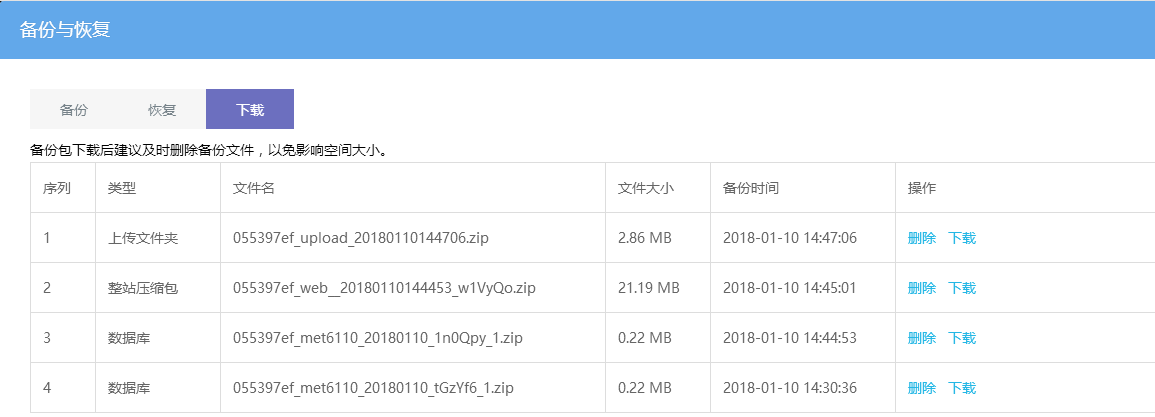 备份与恢复
备份 恢复 下载
备份包下载后建议及时删除备份文件，以免影响空间大小。
序列 类型 文件名 文件大小 备份时间 操作
1 上传文件夹 055397ef_upload_20180110144706.zip 2.86 MB 2018-01-10 14:47:06 删除 下载
2 整站压缩包 055397ef_web__20180110144453_w1VyQo.zip 21.19 MB 2018-01-10 14:45:01 删除 下载
3 数据库 055397ef_met6110_20180110_1n0Qpy_1.zip 0.22 MB 2018-01-10 14:44:53 删除 下载
4 数据库 055397ef_met6110_20180110_tGzYf6_1.zip 0.22 MB 2018-01-10 14:30:36 删除 下载